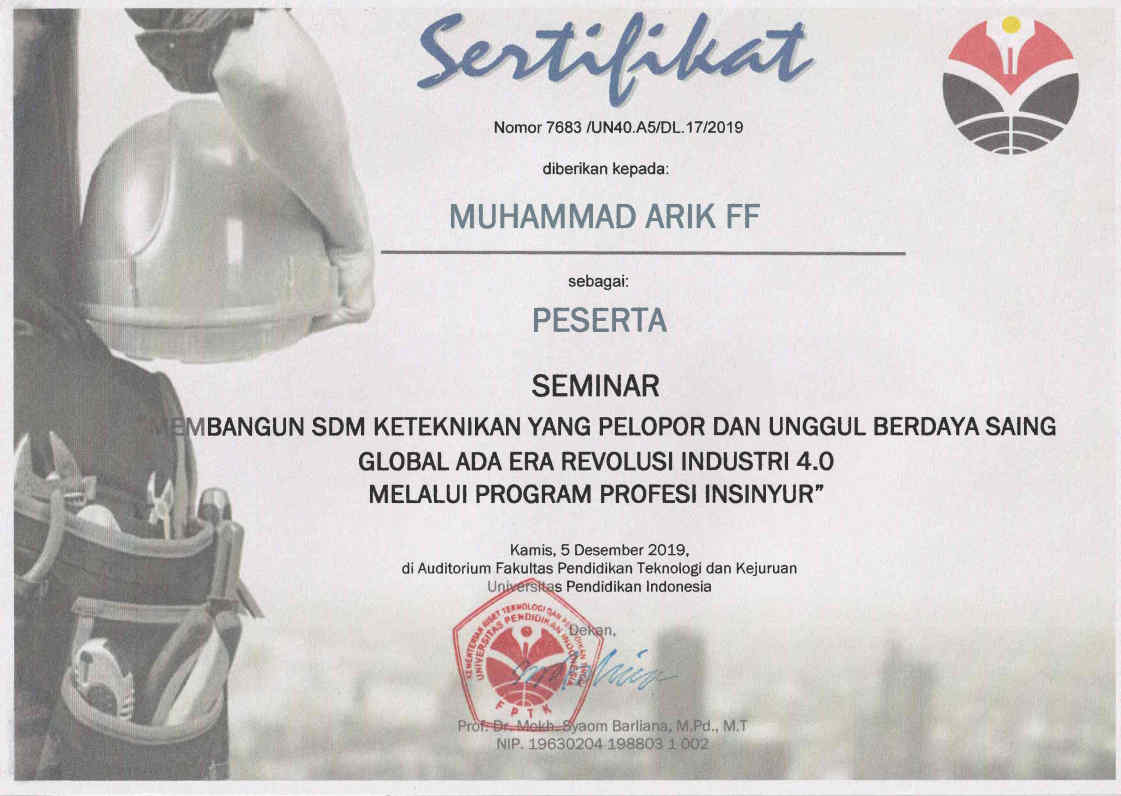 Sertifikat
Nomor 7683 /UN40.A5/DL.17/2019
diberikan kepada:
MUHAMMAD ARIK FF
sebagai:
PESERTA
SEMINAR
"MEMBANGUN SDM KETEKNIKAN YANG PELOPOR DAN UNGGUL BERDAYA SAING
GLOBAL ADA ERA REVOLUSI INDUSTRI 4.0
MELALUI PROGRAM PROFESI INSINYUR”
Kamis, 5 Desember 2019,
di Auditorium Fakultas Pendidikan Teknologi dan Kejuruan
Universitas Pendidikan Indonesia
Dekan,
KEMENTERIAN RISET TEKNOLOGI DAN PENDIDIKAN TINGGI
UNIVERSITAS PENDIDIKAN INDONESIA
FPTK
Prof. Dr. Mokh. Syaom Barliana, M.Pd., M.T
NIP. 19630204 198803 1 002